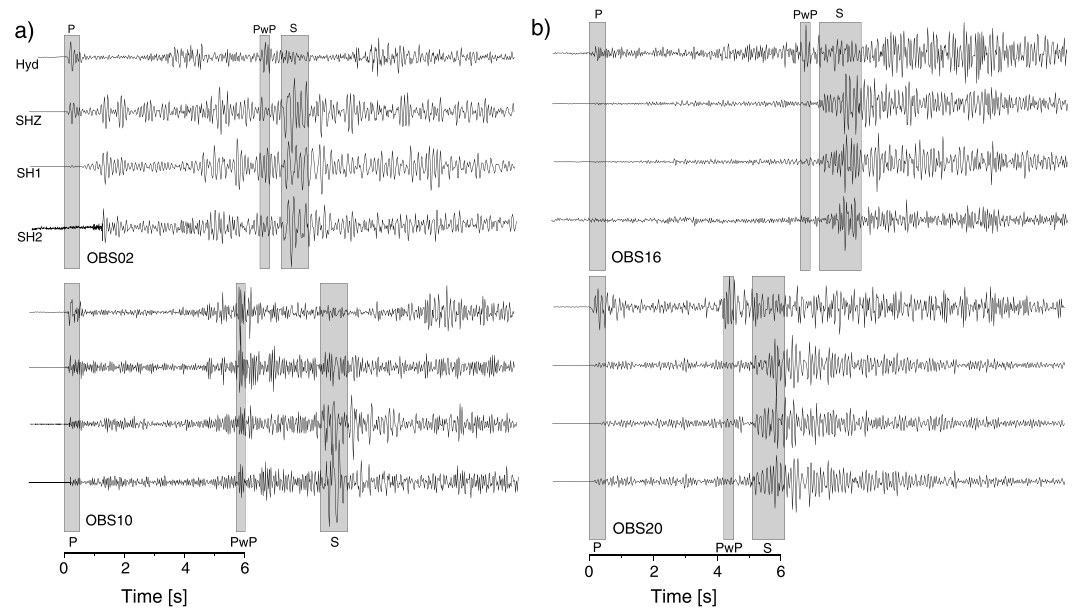 a)
P PwP S
Hyd
SHZ
SH1
SH2
OBS02
OBS10
P PwP S
0 2 4 6
Time [s]
b)
P PwP S
OBS16
OBS20
P PwP S
0 2 4 6
Time [s]